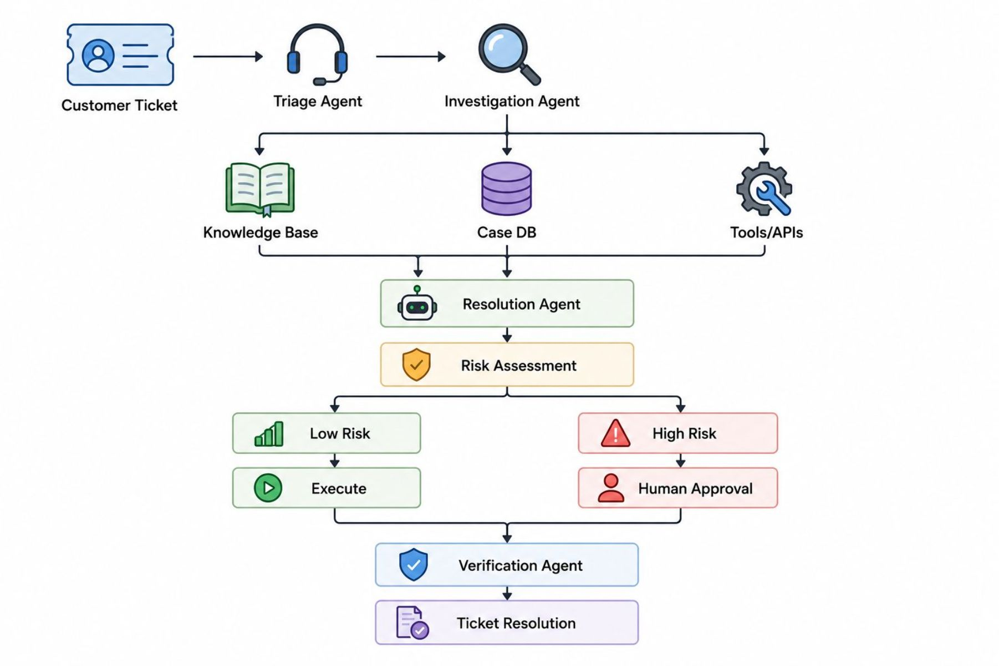 Customer Ticket
Triage Agent
Investigation Agent
Knowledge Base
Case DB
Tools/APIs
Resolution Agent
Risk Assessment
Low Risk
High Risk
Execute
Human Approval
Verification Agent
Ticket Resolution